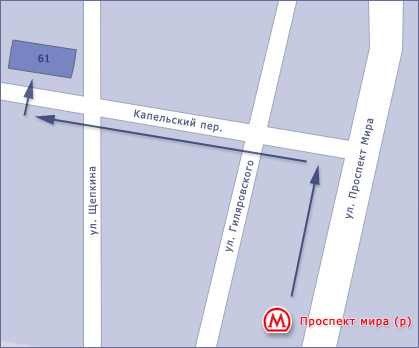 61
Капельский пер.
ул. Щепкина
ул. Гиляровского
ул. Проспект Мира
М Проспект мира (р)